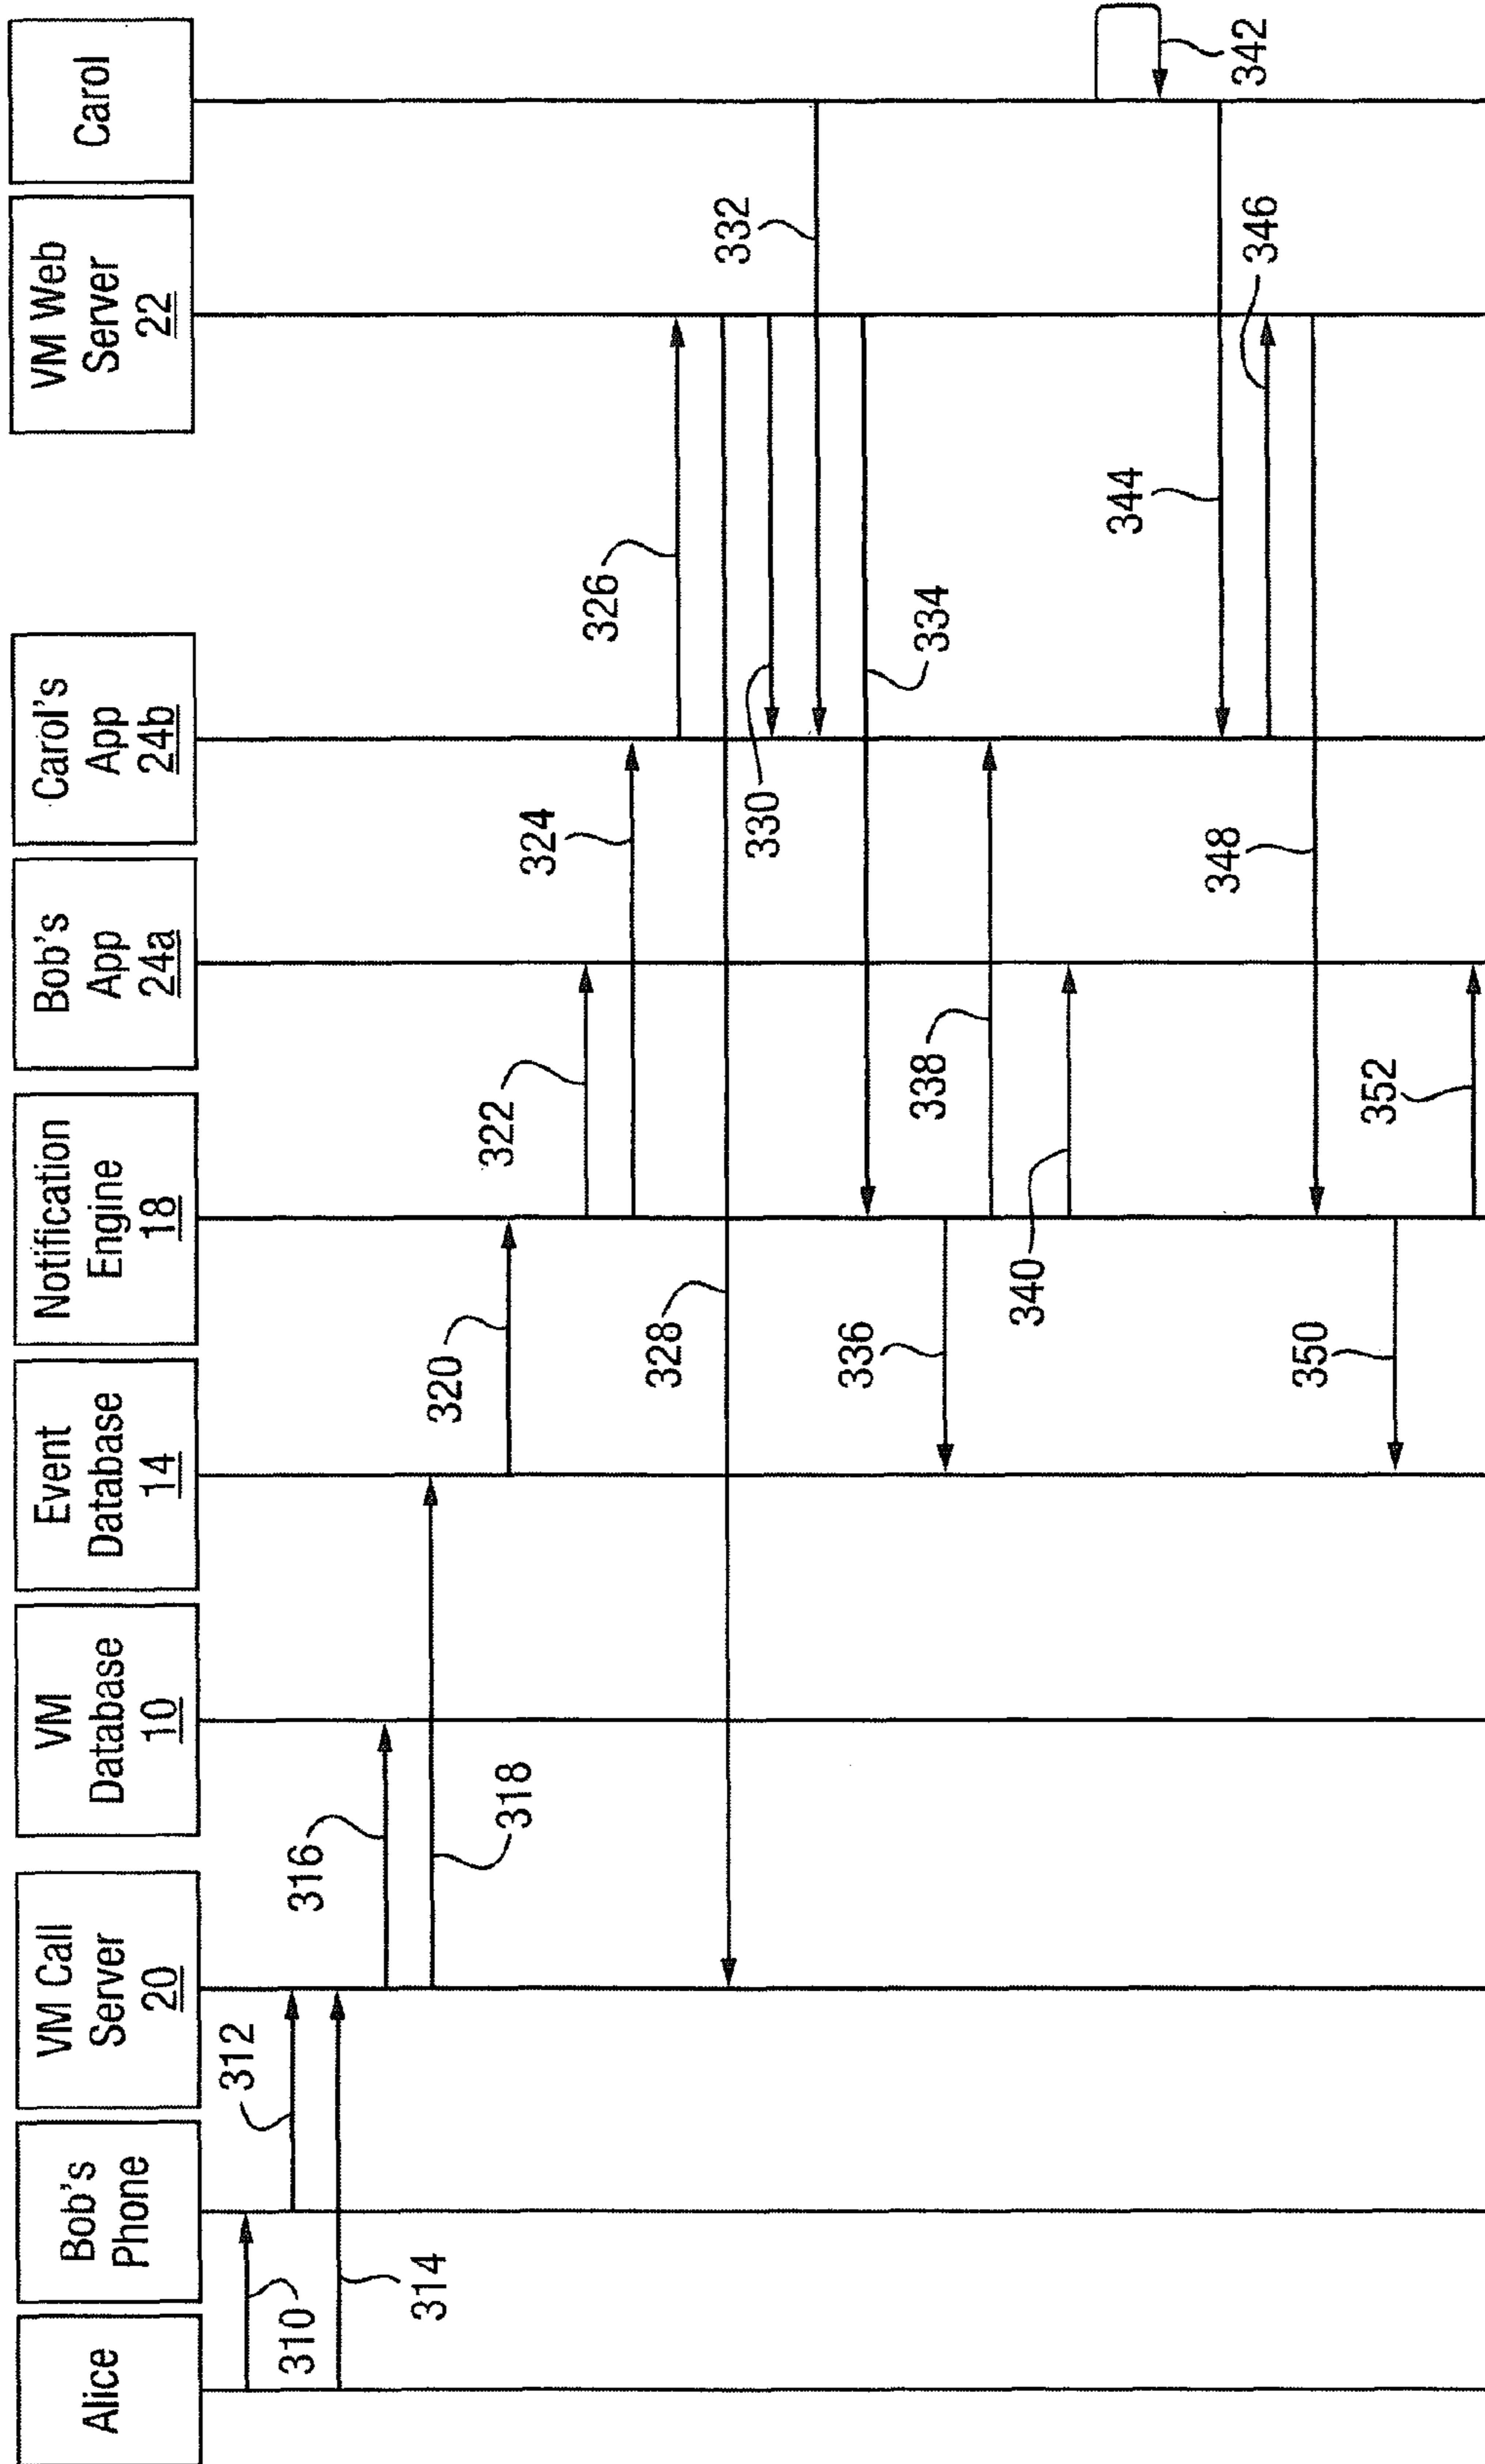 Alice
Bob's
Phone
VM Call
Server
20
VM
Database
10
Event
Database
14
Notification
Engine
18
Bob's
App
24a
Carol's
App
24b
VM Web
Server
22
Carol
310
312
314
316
318
320
322
324
326
328
330
332
334
336
338
340
342
344
346
348
350
352